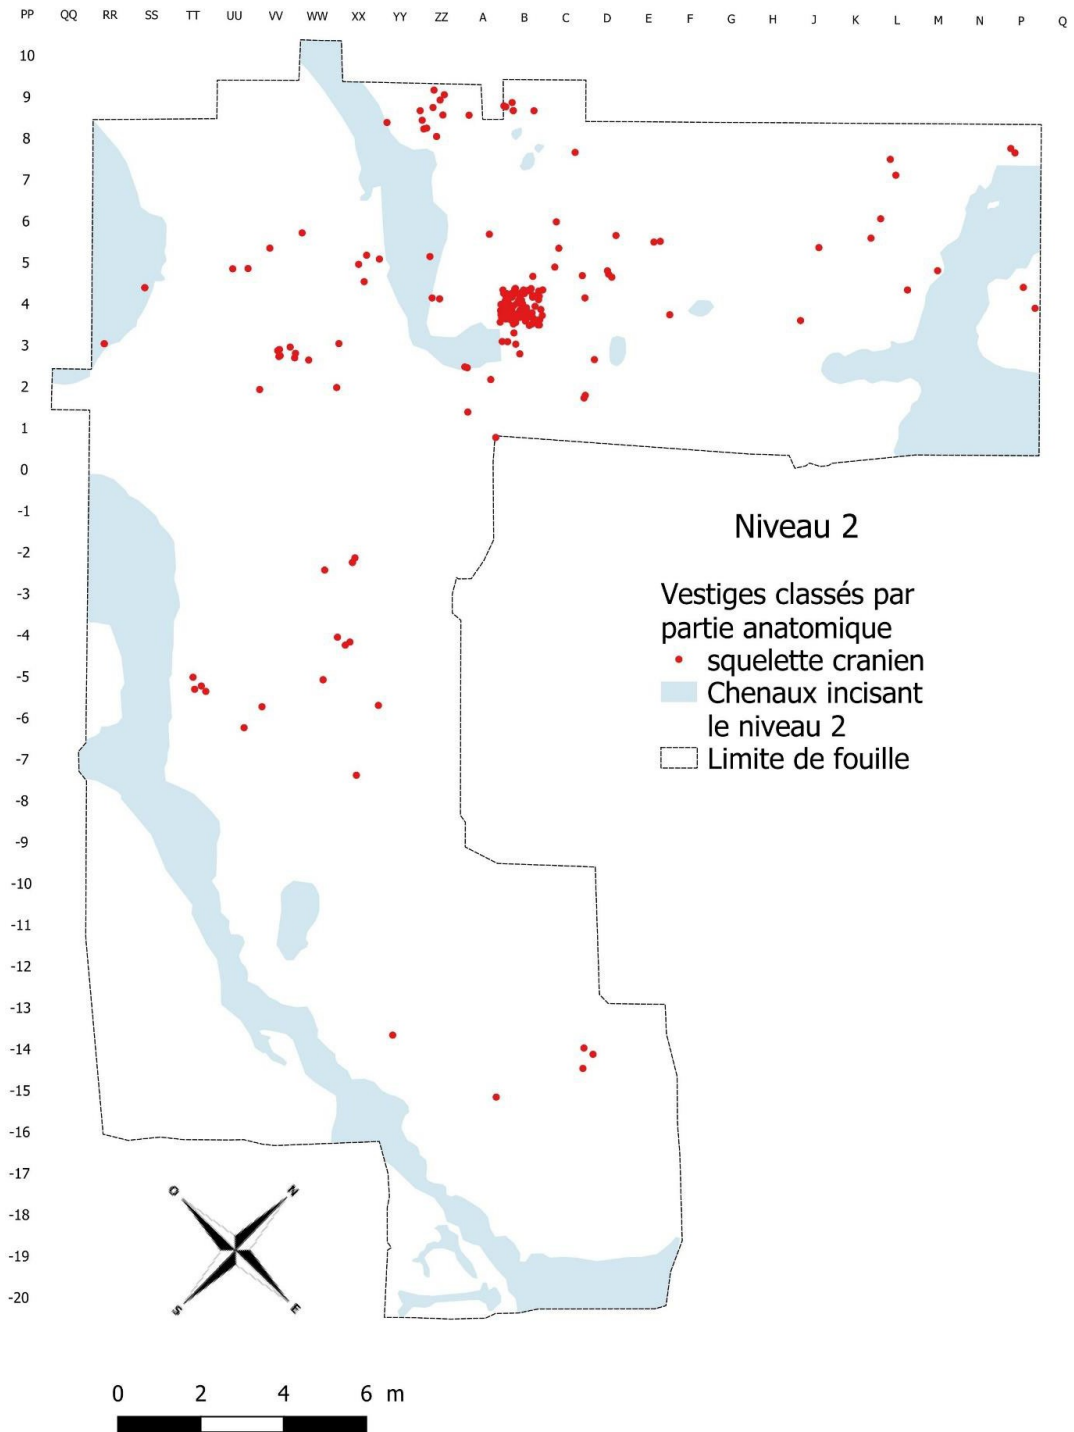 PP QQ RR SS TT UU VV WW XX YY ZZ A B C D E F G H J K L M N P Q
10
9
8
7
6
5
4
3
2
1
0
-1
-2
-3
-4
-5
-6
-7
-8
-9
-10
-11
-12
-13
-14
-15
-16
-17
-18
-19
-20
Niveau 2
Vestiges classés par
partie anatomique
squelette cranien
Chenaux incisant
le niveau 2
Limite de fouille
O N
S E
0 2 4 6 m